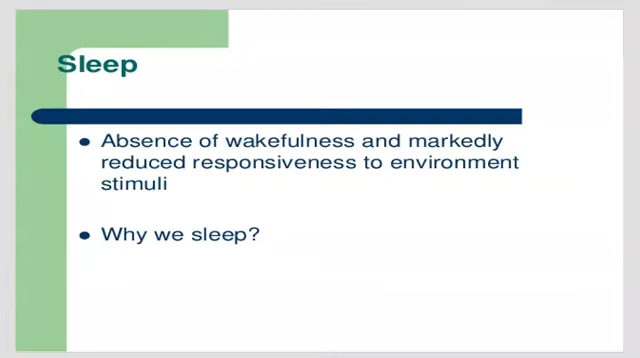 Sleep
Absence of wakefulness and markedly
reduced responsiveness to environment
stimuli
Why we sleep?